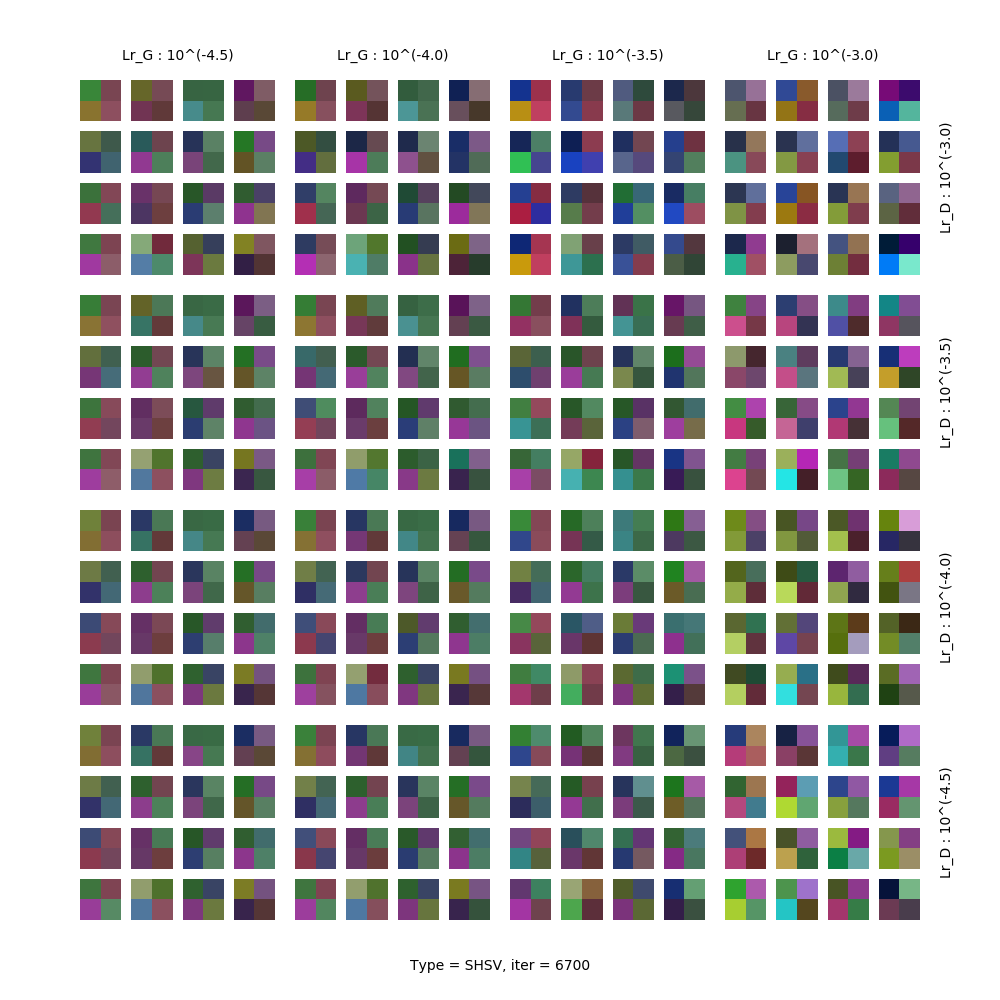 Lr_G : 10^(-4.5)
Lr_G : 10^(-4.0)
Lr_G : 10^(-3.5)
Lr_G : 10^(-3.0)
Lr_D : 10^(-3.0)
Lr_D : 10^(-3.5)
Lr_D : 10^(-4.0)
Lr_D : 10^(-4.5)
Type = SHSV, iter = 6700